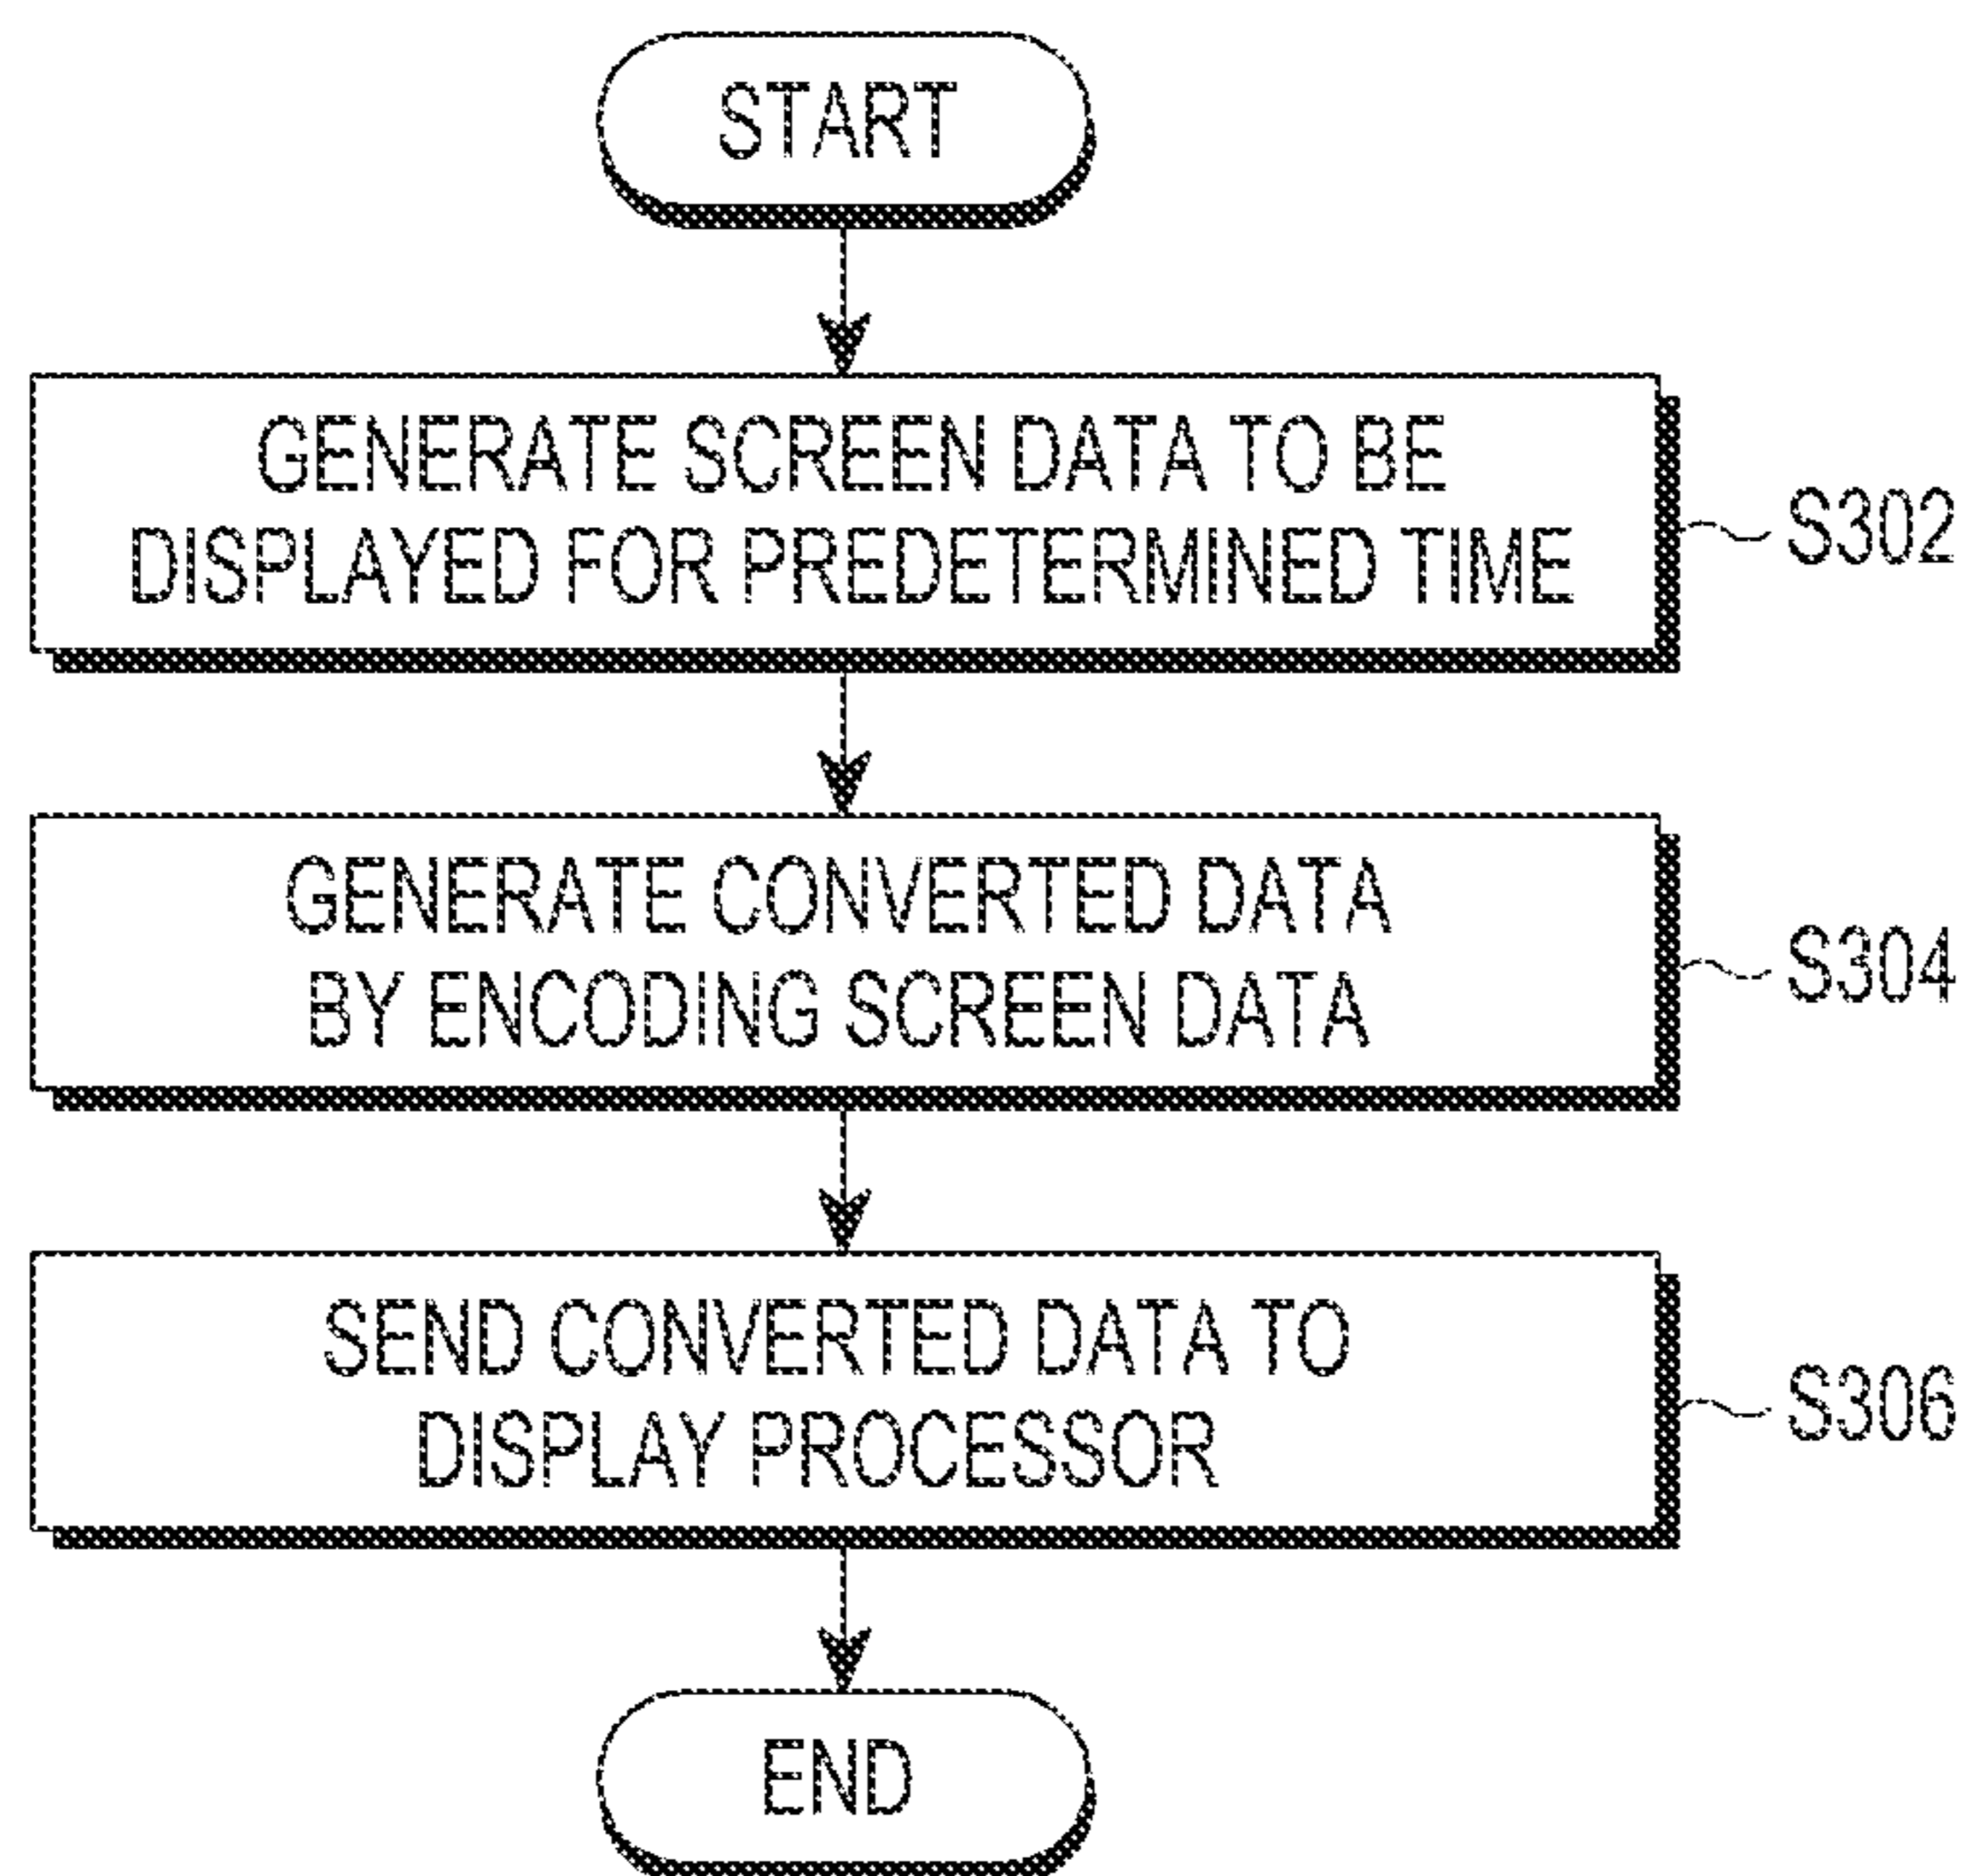 START
GENERATE SCREEN DATA TO BE
DISPLAYED FOR PREDETERMINED TIME
S302
GENERATE CONVERTED DATA
BY ENCODING SCREEN DATA
S304
SEND CONVERTED DATA TO
DISPLAY PROCESSOR
S306
END